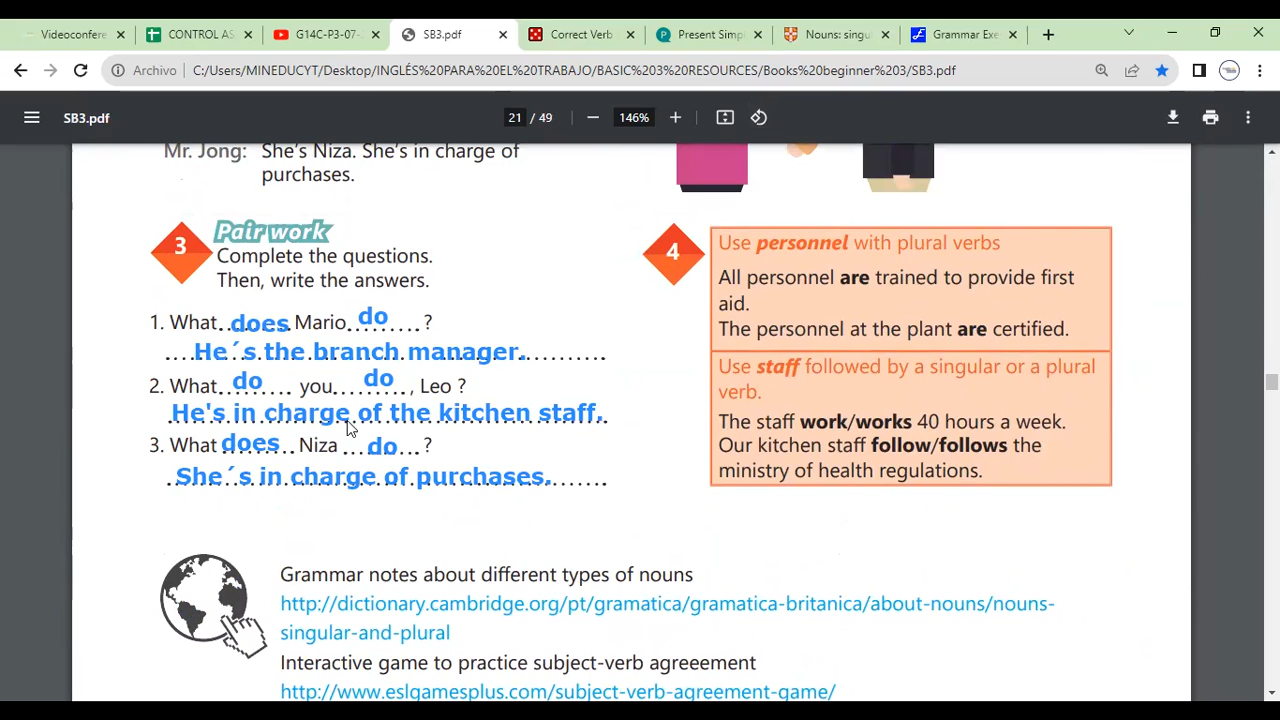 Videoconfere
CONTROL AS
G14C-P3-07-
SB3.pdf
Correct Verb
Present Simp
Nouns: singu
Grammar Exe
Archivo
C:/Users/MINEDUCYT/Desktop/INGLÉS%20PARA%20EL%20TRABAJO/BASIC%203%20RESOURCES/Books%20beginner%203/SB3.pdf
SB3.pdf
21 / 49
146%
Mr. Jong: She's Niza. She's in charge of
purchases.
3
Pair work
Complete the questions.
Then, write the answers.
1. What does Mario do ?
He´s the branch manager.
2. What do you do , Leo ?
He's in charge of the kitchen staff.
3. What does Niza do ?
She´s in charge of purchases.
4
Use personnel with plural verbs
All personnel are trained to provide first
aid.
The personnel at the plant are certified.
Use staff followed by a singular or a plural
verb.
The staff work/works 40 hours a week.
Our kitchen staff follow/follows the
ministry of health regulations.
Grammar notes about different types of nouns
http://dictionary.cambridge.org/pt/gramatica/gramatica-britanica/about-nouns/nouns-
singular-and-plural
Interactive game to practice subject-verb agreeement
http://www.eslgamesplus.com/subject-verb-agreement-game/